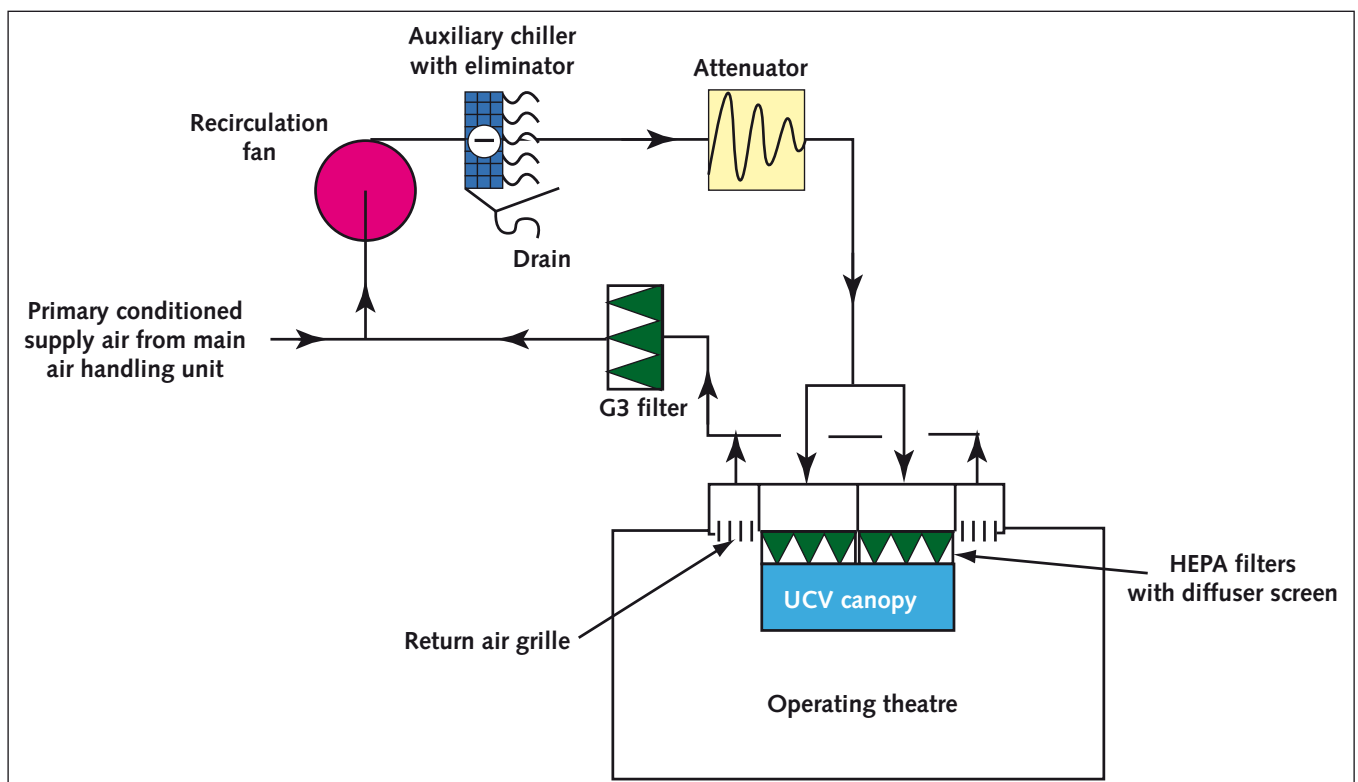 Auxiliary chiller
with eliminator
Attenuator
Recirculation
fan
Drain
Primary conditioned
supply air from main
air handling unit
G3 filter
HEPA filters
with diffuser screen
UCV canopy
Return air grille
Operating theatre